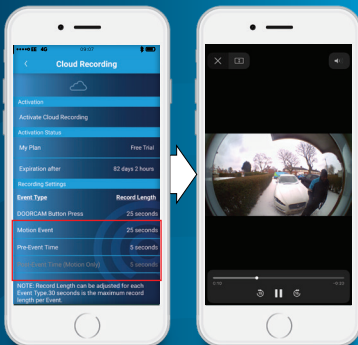 EE 4G 09:07
Cloud Recording
Activation
Activate Cloud Recording
Activation Status
My Plan Free Trial
Expiration after 82 days 2 hours
Recording Settings
Event Type Record Length
DOORCAM Button Press 25 seconds
Motion Event 25 seconds
Pre-Event Time 5 seconds
Time (Motion Only) 5 seconds
NOTE: Record Length can be adjusted for each
Event Type.30 seconds is the maximum record
length per Event.